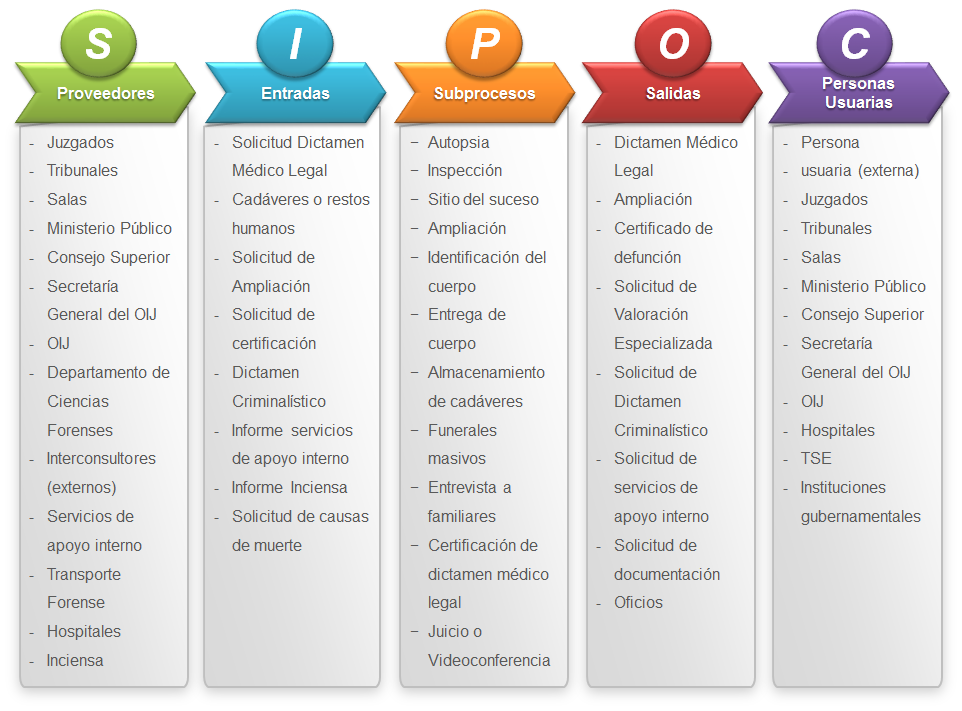 S
Proveedores
- Juzgados
- Tribunales
- Salas
- Ministerio Público
- Consejo Superior
- Secretaría
General del OIJ
- OIJ
- Departamento de
Ciencias
Forenses
- Interconsultores
(externos)
- Servicios de
apoyo interno
- Transporte
Forense
- Hospitales
- Inciensa
I
Entradas
- Solicitud Dictamen
Médico Legal
- Cadáveres o restos
humanos
- Solicitud de
Ampliación
- Solicitud de
certificación
- Dictamen
Criminalístico
- Informe servicios
de apoyo interno
- Informe Inciensa
- Solicitud de causas
de muerte
P
Subprocesos
− Autopsia
− Inspección
− Sitio del suceso
− Ampliación
− Identificación del
cuerpo
− Entrega de
cuerpo
− Almacenamiento
de cadáveres
− Funerales
masivos
− Entrevista a
familiares
− Certificación de
dictamen médico
legal
− Juicio o
Videoconferencia
O
Salidas
- Dictamen Médico
Legal
- Ampliación
- Certificado de
defunción
- Solicitud de
Valoración
Especializada
- Solicitud de
Dictamen
Criminalístico
- Solicitud de
servicios de
apoyo interno
- Solicitud de
documentación
- Oficios
C
Personas
Usuarias
- Persona
- usuaria (externa)
- Juzgados
- Tribunales
- Salas
- Ministerio Público
- Consejo Superior
- Secretaría
General del OIJ
- OIJ
- Hospitales
- TSE
- Instituciones
gubernamentales